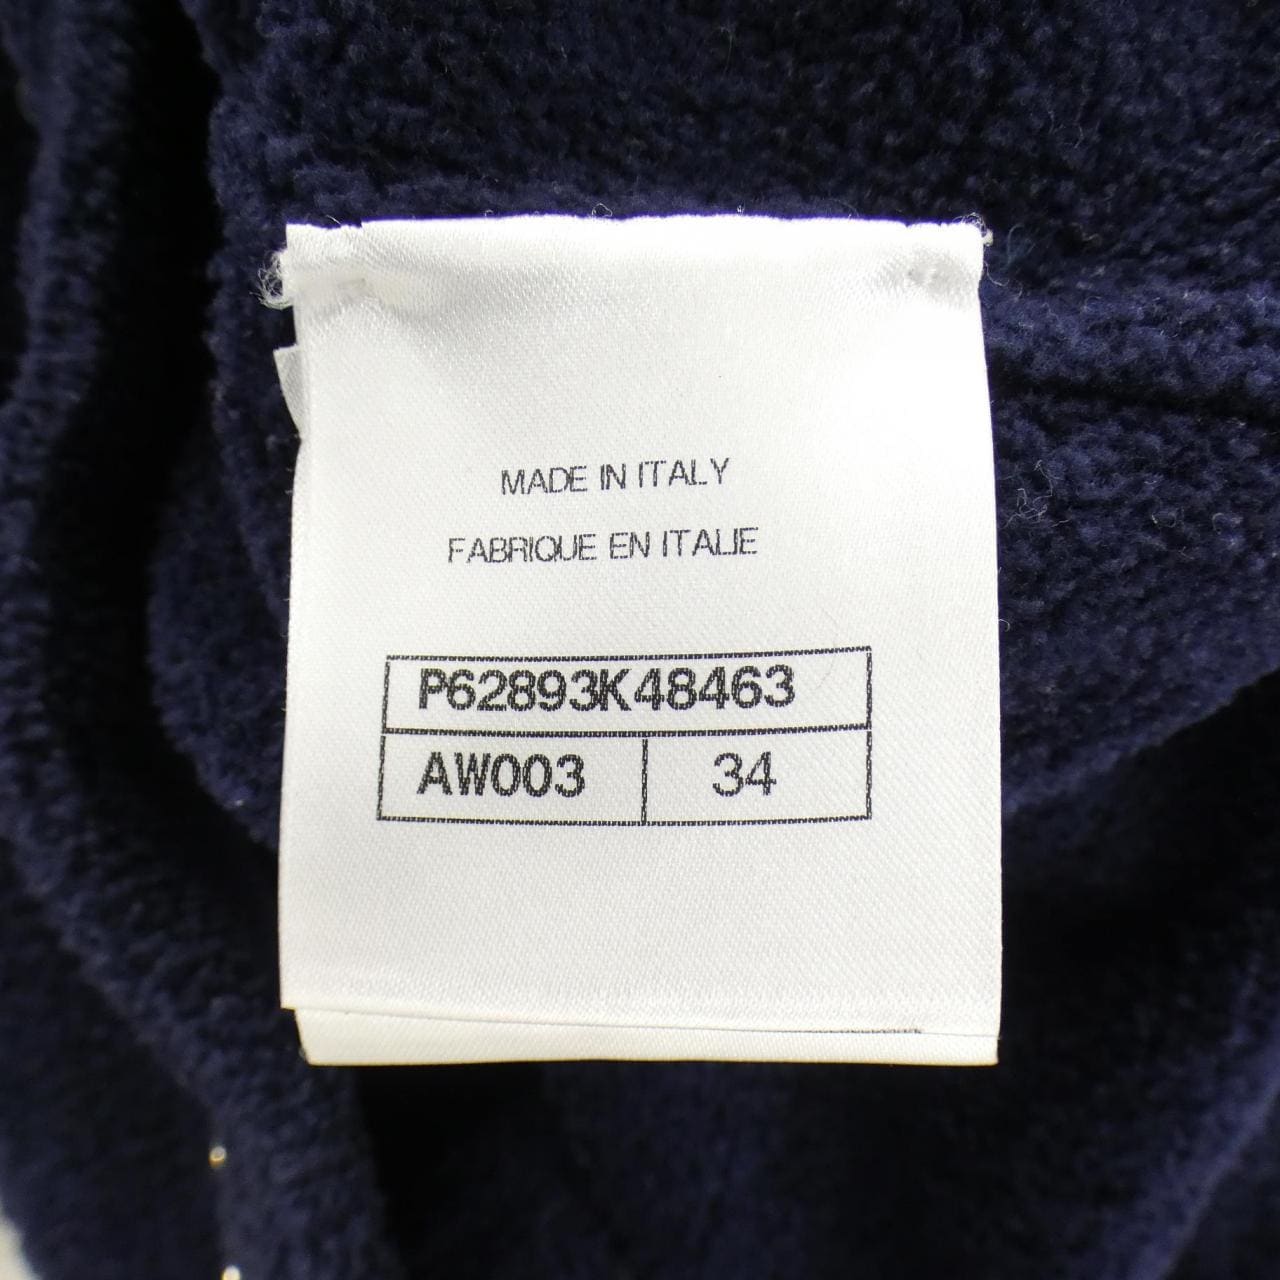 MADE IN ITALY
FABRIQUE EN ITALIE
P62893K48463
AW003 34